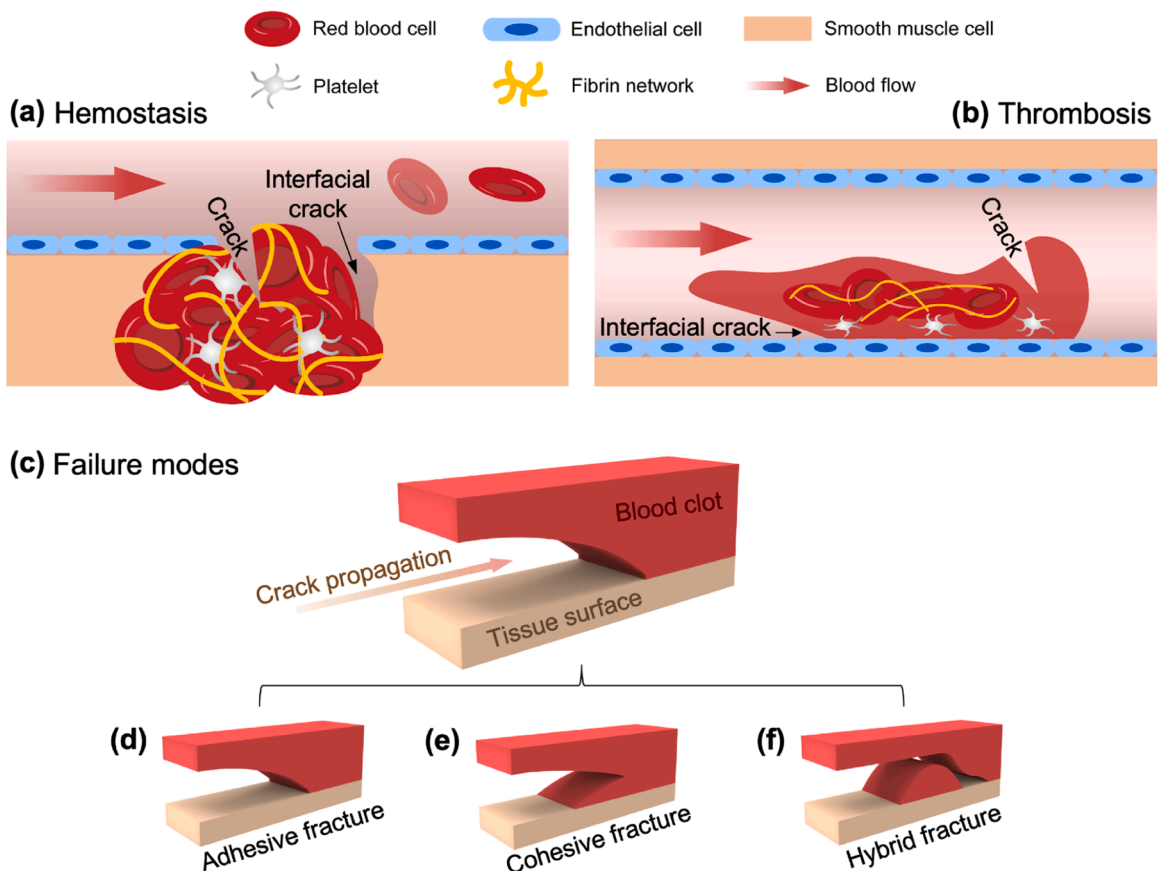 Red blood cell
Endothelial cell
Smooth muscle cell
Platelet
Fibrin network
Blood flow
(a) Hemostasis
(b) Thrombosis
Interfacial
crack
Crack
Crack
Interfacial crack
(c) Failure modes
Blood clot
Crack propagation
Tissue surface
(d)
(e)
(f)
Adhesive fracture
Cohesive fracture
Hybrid fracture